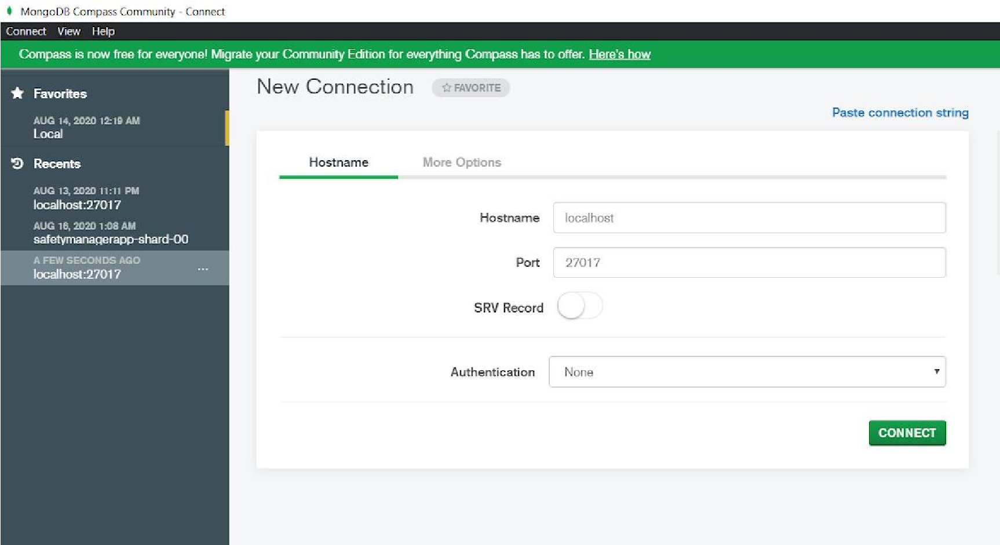 MongoDB Compass Community - Connect
Connect View Help
Compass is now free for everyone! Migrate your Community Edition for everything Compass has to offer. Here's how
Favorites
AUG 14, 2020 12:19 AM
Local
Recents
AUG 13, 2020 11:11 PM
localhost:27017
AUG 16, 2020 1:08 AM
safetymanagerapp-shard-00
A FEW SECONDS AGO
localhost:27017
...
New Connection
FAVORITE
Paste connection string
Hostname More Options
Hostname localhost
Port 27017
SRV Record
Authentication None
CONNECT